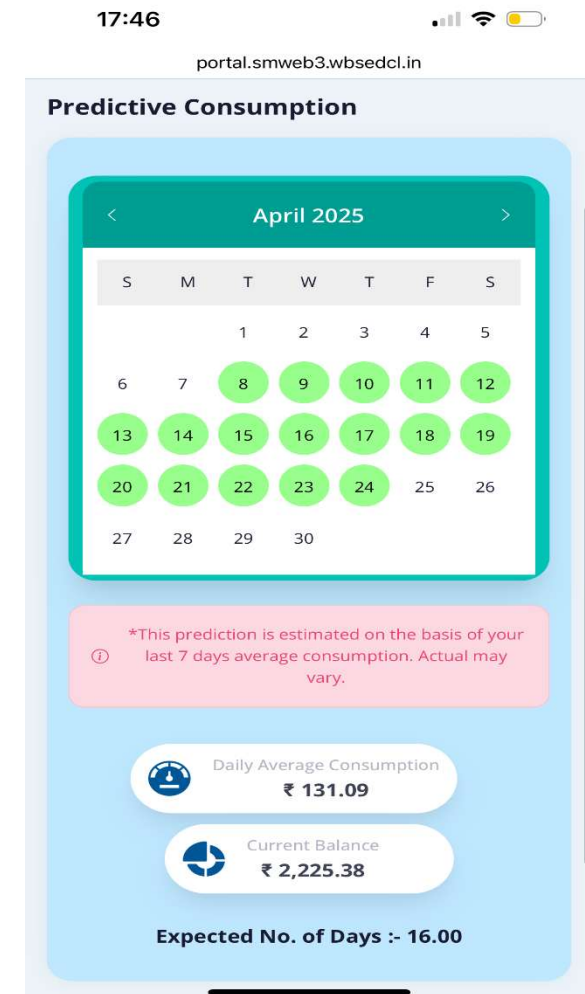 17:46
portal.smweb3.wbsedcl.in
Predictive Consumption
April 2025
S M T W T F S
1 2 3 4 5
6 7 8 9 10 11 12
13 14 15 16 17 18 19
20 21 22 23 24 25 26
27 28 29 30
*This prediction is estimated on the basis of your
last 7 days average consumption. Actual may
vary.
Daily Average Consumption
₹ 131.09
Current Balance
₹ 2,225.38
Expected No. of Days :- 16.00